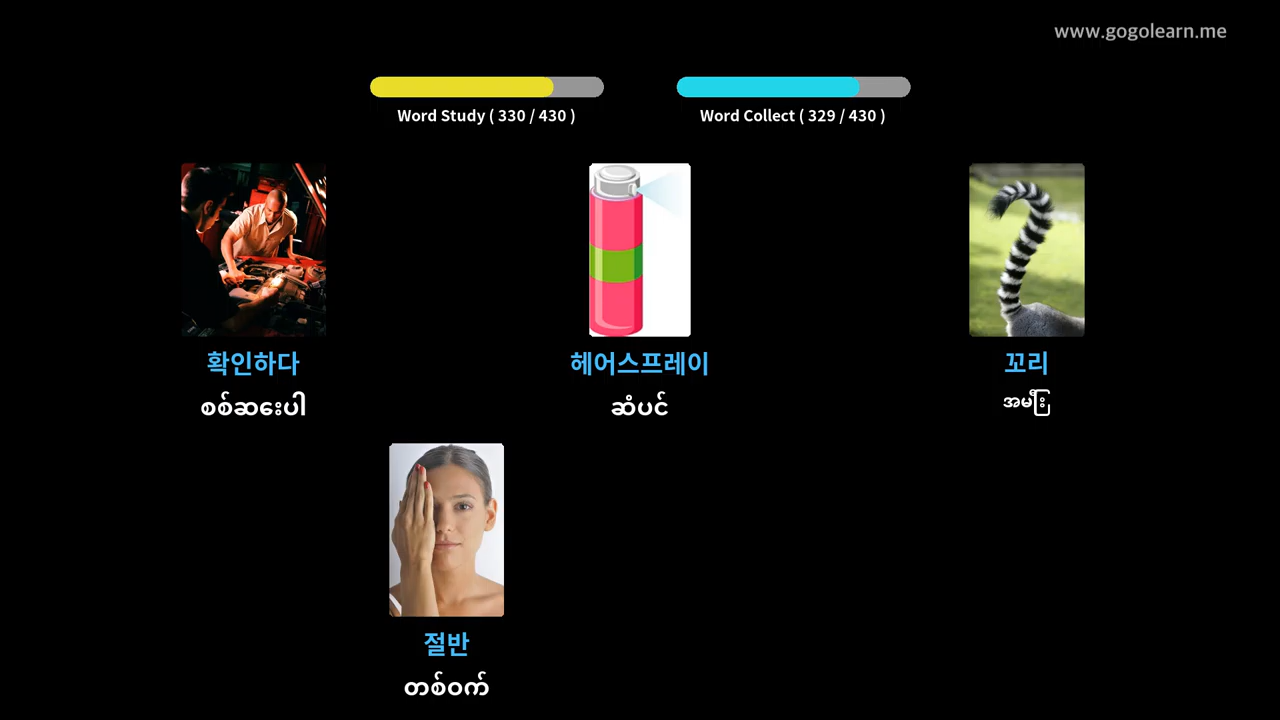 www.gogolearn.me
Word Study ( 330 / 430 )
Word Collect ( 329 / 430 )
확인하다
헤어스프레이
꼬리
စစ်ဆေးပါ
ဆံပင်
အမြီး
절반
တစ်ဝက်